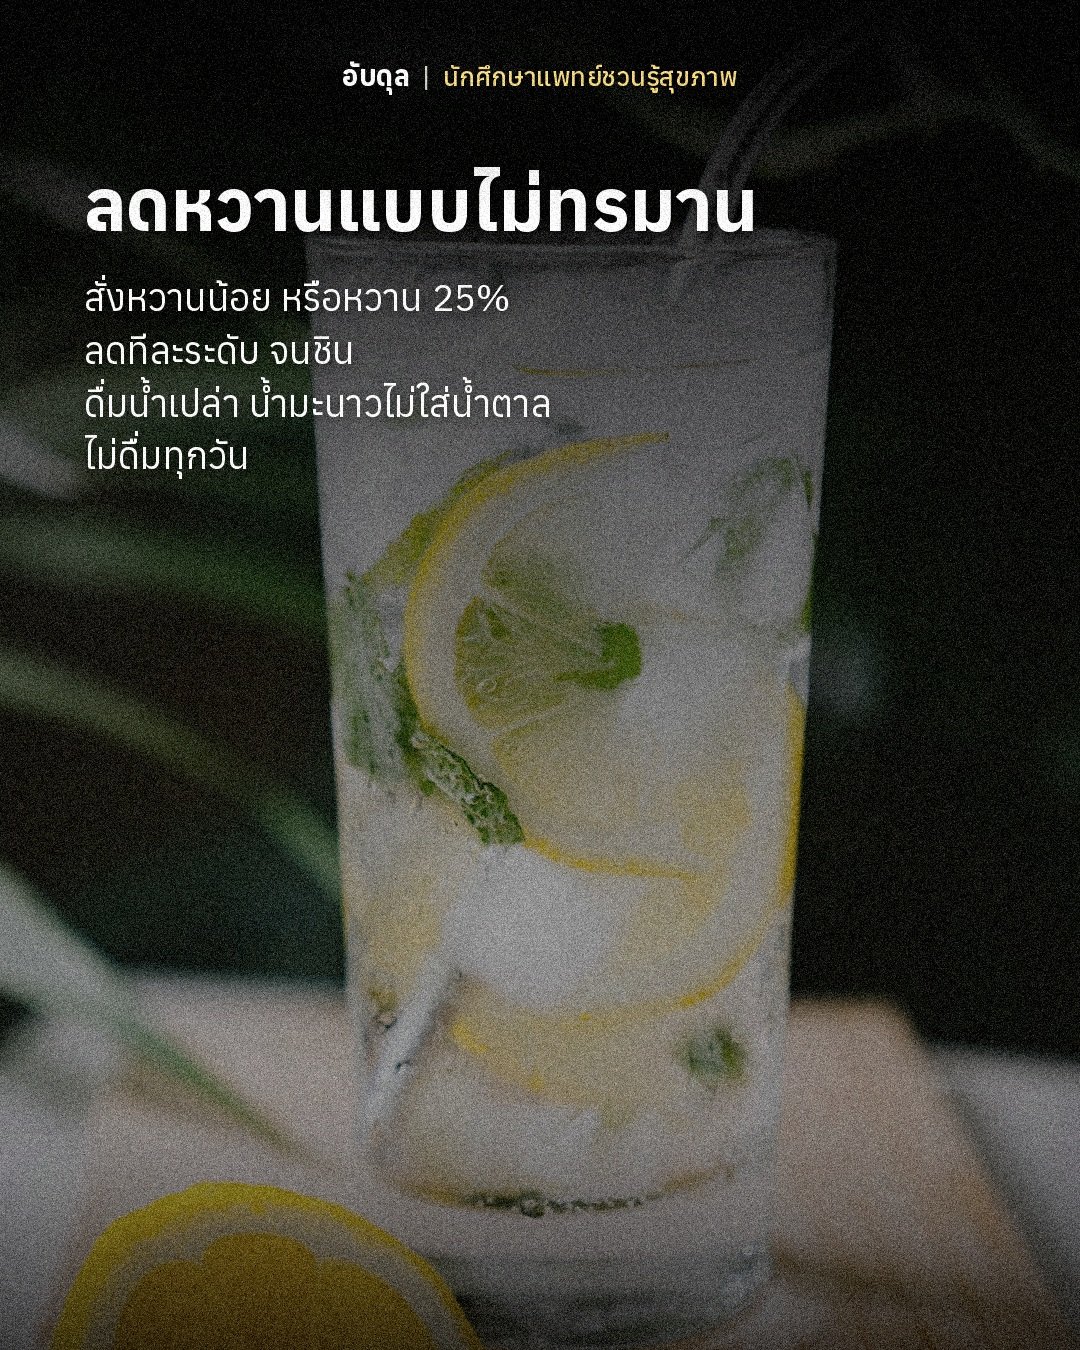 อับดุล | นักศึกษาแพทย์ชวนรู้สุขภาพ
ลดหวานแบบไม่ทรมาน
สั่งหวานน้อย หรือหวาน 25%
ลดทีละระดับ จนชิน
ดื่มน้ำเปล่า น้ำมะนาวไม่ใส่น้ำตาล
ไม่ดื่มทุกวัน